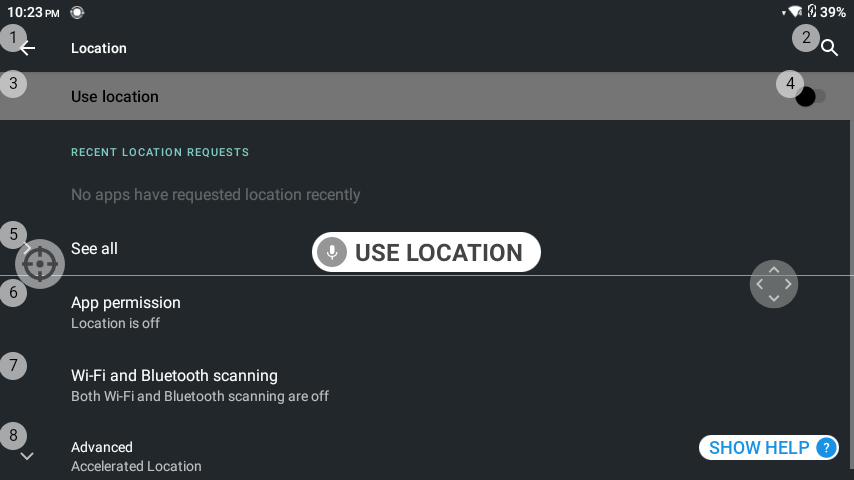 10:23 PM 39%
1 Location 2
3 Use location 4
RECENT LOCATION REQUESTS
No apps have requested location recently
5 See all
USE LOCATION
6 App permission
Location is off
7 Wi-Fi and Bluetooth scanning
Both Wi-Fi and Bluetooth scanning are off
8 Advanced
Accelerated Location
SHOW HELP ?